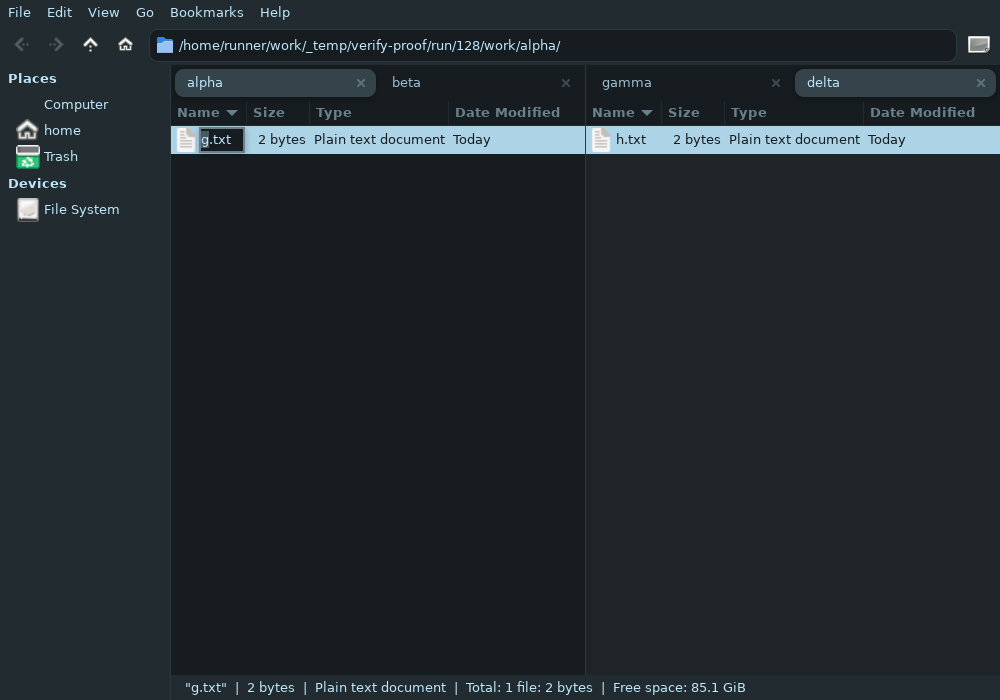 File Edit View Go Bookmarks Help
/home/runner/work/_temp/verify-proof/run/128/work/alpha/
Places
Computer
home
Trash
Devices
File System
alpha beta gamma delta
Name Size Type Date Modified Name Size Type Date Modified
g.txt 2 bytes Plain text document Today h.txt 2 bytes Plain text document Today
"g.txt" | 2 bytes | Plain text document | Total: 1 file: 2 bytes | Free space: 85.1 GiB